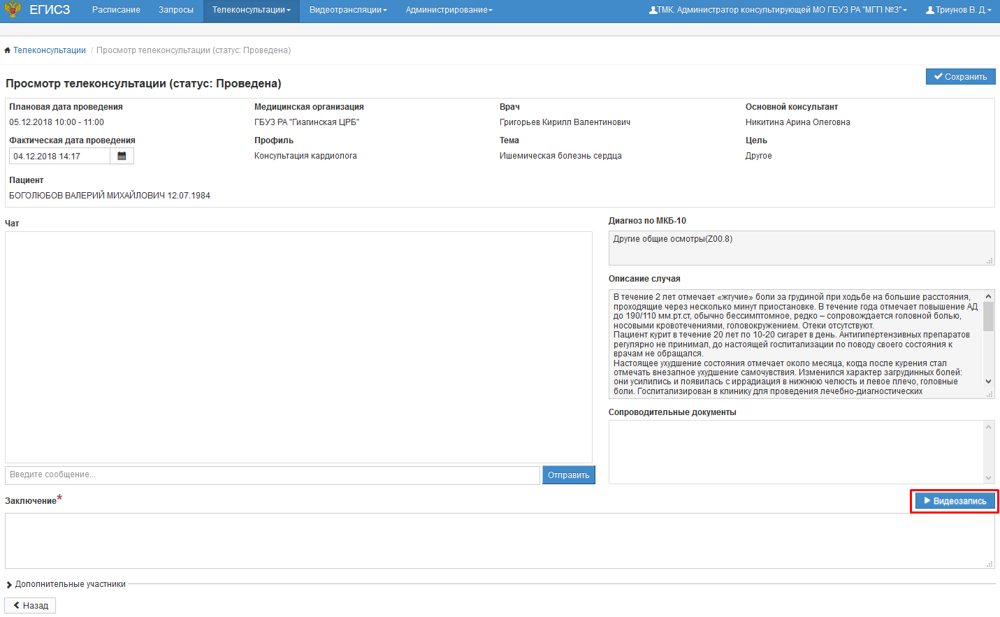 ЕГИСЗ Расписание Запросы Телеконсультации Видеотрансляции Администрирование ТМК. Администратор консультирующей МО ГБУЗ РА "МГП №3" Триунов В. Д.
Телеконсультации / Просмотр телеконсультации (статус: Проведена)
Сохранить
Просмотр телеконсультации (статус: Проведена)
Плановая дата проведения Медицинская организация Врач Основной консультант
05.12.2018 10:00 - 11:00 ГБУЗ РА "Гиагинская ЦРБ" Григорьев Кирилл Валентинович Никитина Арина Олеговна
Фактическая дата проведения Профиль Тема Цель
04.12.2018 14:17 Консультация кардиолога Ишемическая болезнь сердца Другое
Пациент
БОГОЛЮБОВ ВАЛЕРИЙ МИХАЙЛОВИЧ 12.07.1984
Чат
Введите сообщение...
Отправить
Диагноз по МКБ-10
Другие общие осмотры(Z00.8)
Описание случая
В течение 2 лет отмечает «жгучие» боли за грудиной при ходьбе на большие расстояния,
проходящие через несколько минут приостановке. В течение года отмечает повышение АД
до 190/110 мм.рт.ст, обычно бессимптомное, редко – сопровождается головной болью,
носовыми кровотечениями, головокружением. Отеки отсутствуют.
Пациент курит в течение 20 лет по 10-20 сигарет в день. Антигипертензивных препаратов
регулярно не принимал, до настоящей госпитализации по поводу своего состояния к
врачам не обращался.
Настоящее ухудшение состояния отмечает около месяца, когда после курения стал
отмечать внезапное ухудшение самочувствия. Изменился характер загрудинных болей:
они усилились и появилась с иррадиация в нижнюю челюсть и левое плечо, головные
боли. Госпитализирован в клинику для проведения лечебно-диагностических
Сопроводительные документы
Заключение*
Видеозапись
Дополнительные участники
Назад